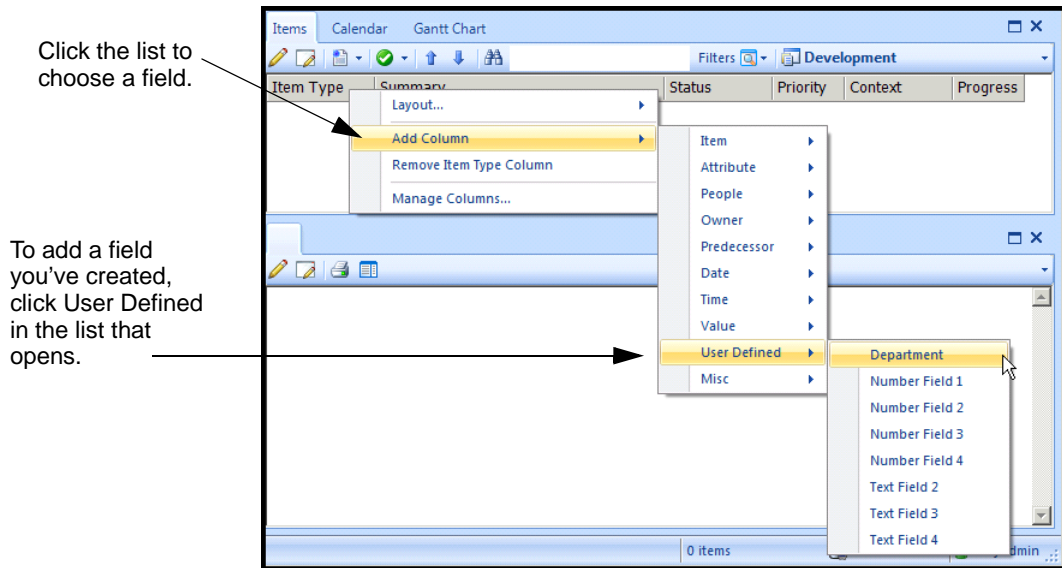 Click the list to
choose a field.
To add a field
you've created,
click User Defined
in the list that
opens.
Items Calendar Gantt Chart
Filters Development
Item Type Summary Status Priority Context Progress
Layout...
Add Column
Remove Item Type Column
Manage Columns...
Item
Attribute
People
Owner
Predecessor
Date
Time
Value
User Defined
Misc
Department
Number Field 1
Number Field 2
Number Field 3
Number Field 4
Text Field 2
Text Field 3
Text Field 4
0 items